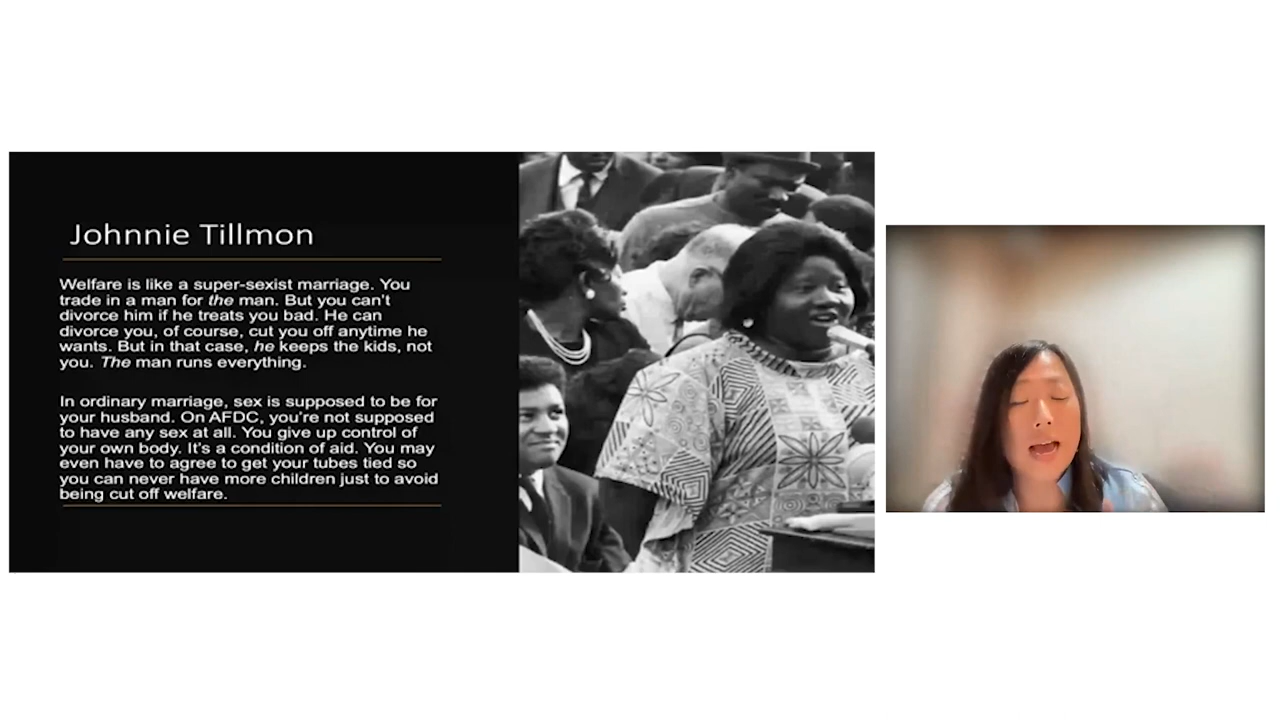 Johnnie Tillmon
Welfare is like a super-sexist marriage. You
trade in a man for the man. But you can't
divorce him if he treats you bad. He can
divorce you, of course, cut you off anytime he
wants. But in that case, he keeps the kids, not
you. The man runs everything.
In ordinary marriage, sex is supposed to be for
your husband. On AFDC, you're not supposed
to have any sex at all. You give up control of
your own body. It's a condition of aid. You may
even have to agree to get your tubes tied so
you can never have more children just to avoid
being cut off welfare.